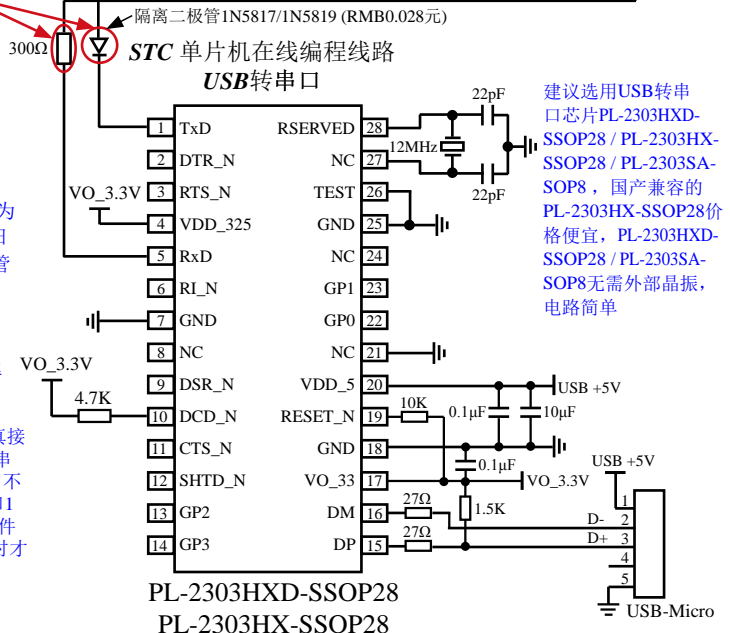 隔离二极管1N5817/1N5819 (RMB0.028元)
300Ω
STC 单片机在线编程线路
USB转串口
建议选用USB转串
口芯片PL-2303HXD-
SSOP28 / PL-2303HX-
SSOP28 / PL-2303SA-
SOP8 ，国产兼容的
PL-2303HX-SSOP28价
格便宜，PL-2303HXD-
SSOP28 / PL-2303SA-
SOP8无需外部晶振，
电路简单
22pF
12MHz
22pF
1 TxD RSERVED 28
2 DTR_N NC 27
VO_3.3V 3 RTS_N TEST 26
4 VDD_325 GND 25
5 RxD NC 24
6 RI_N GP1 23
7 GND GP0 22
8 NC NC 21
VO_3.3V
9 DSR_N VDD_5 20 USB +5V
4.7K 10 DCD_N RESET_N 19 10K 0.1μF 10μF
11 CTS_N GND 18
12 SHTD_N VO_33 17 0.1μF VO_3.3V
13 GP2 DM 16 27Ω 1.5K
14 GP3 DP 15 27Ω
USB +5V
1
D- 2
D+ 3
4
5
USB-Micro
PL-2303HXD-SSOP28
PL-2303HX-SSOP28
为
管
接
串
不
1
件
才